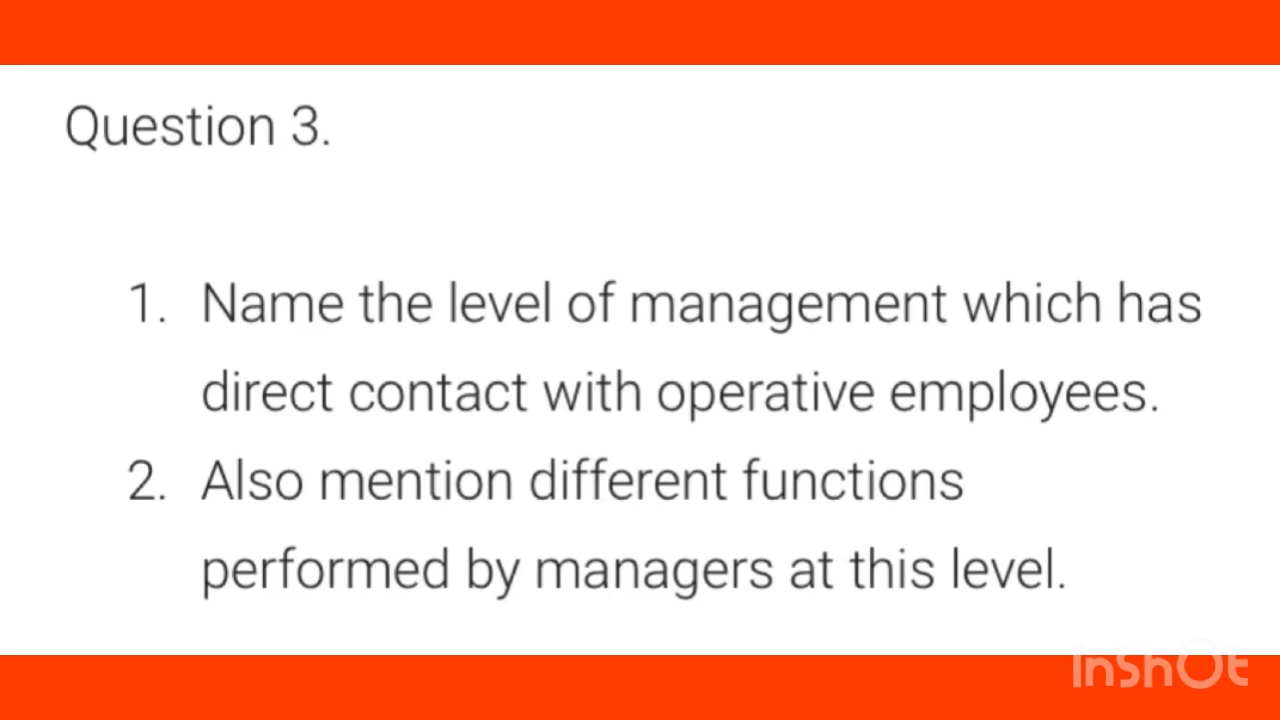 Question 3.
1. Name the level of management which has
direct contact with operative employees.
2. Also mention different functions
performed by managers at this level.
InShOt